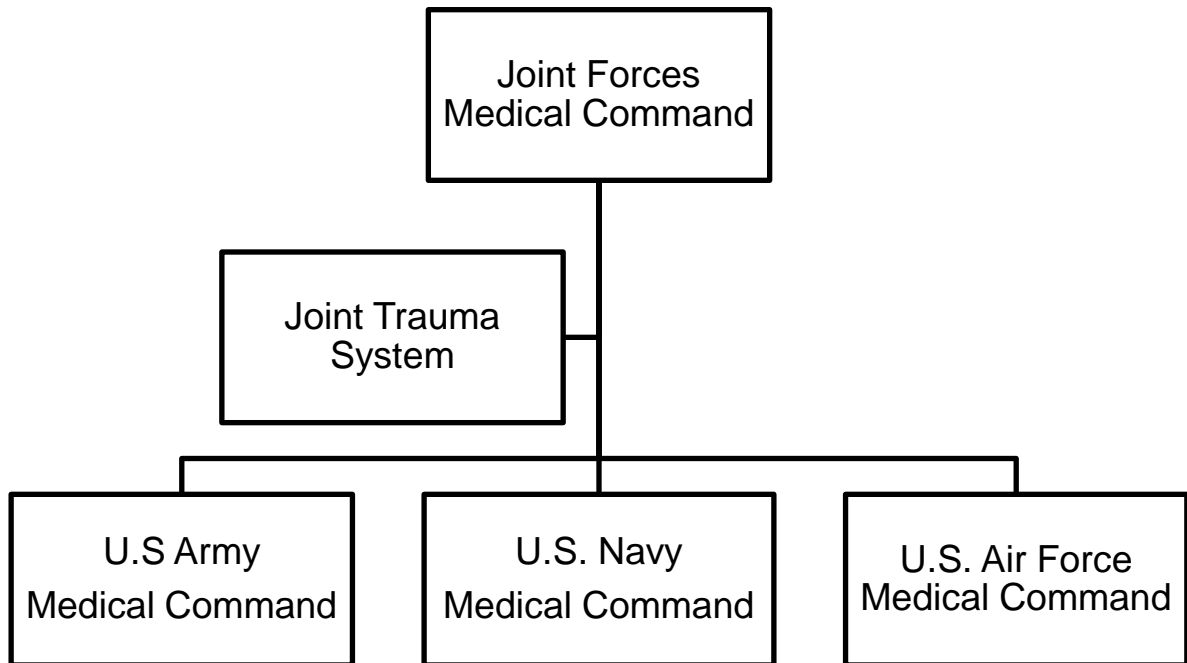 Joint Forces
Medical Command
Joint Trauma
System
U.S Army
Medical Command
U.S. Navy
Medical Command
U.S. Air Force
Medical Command